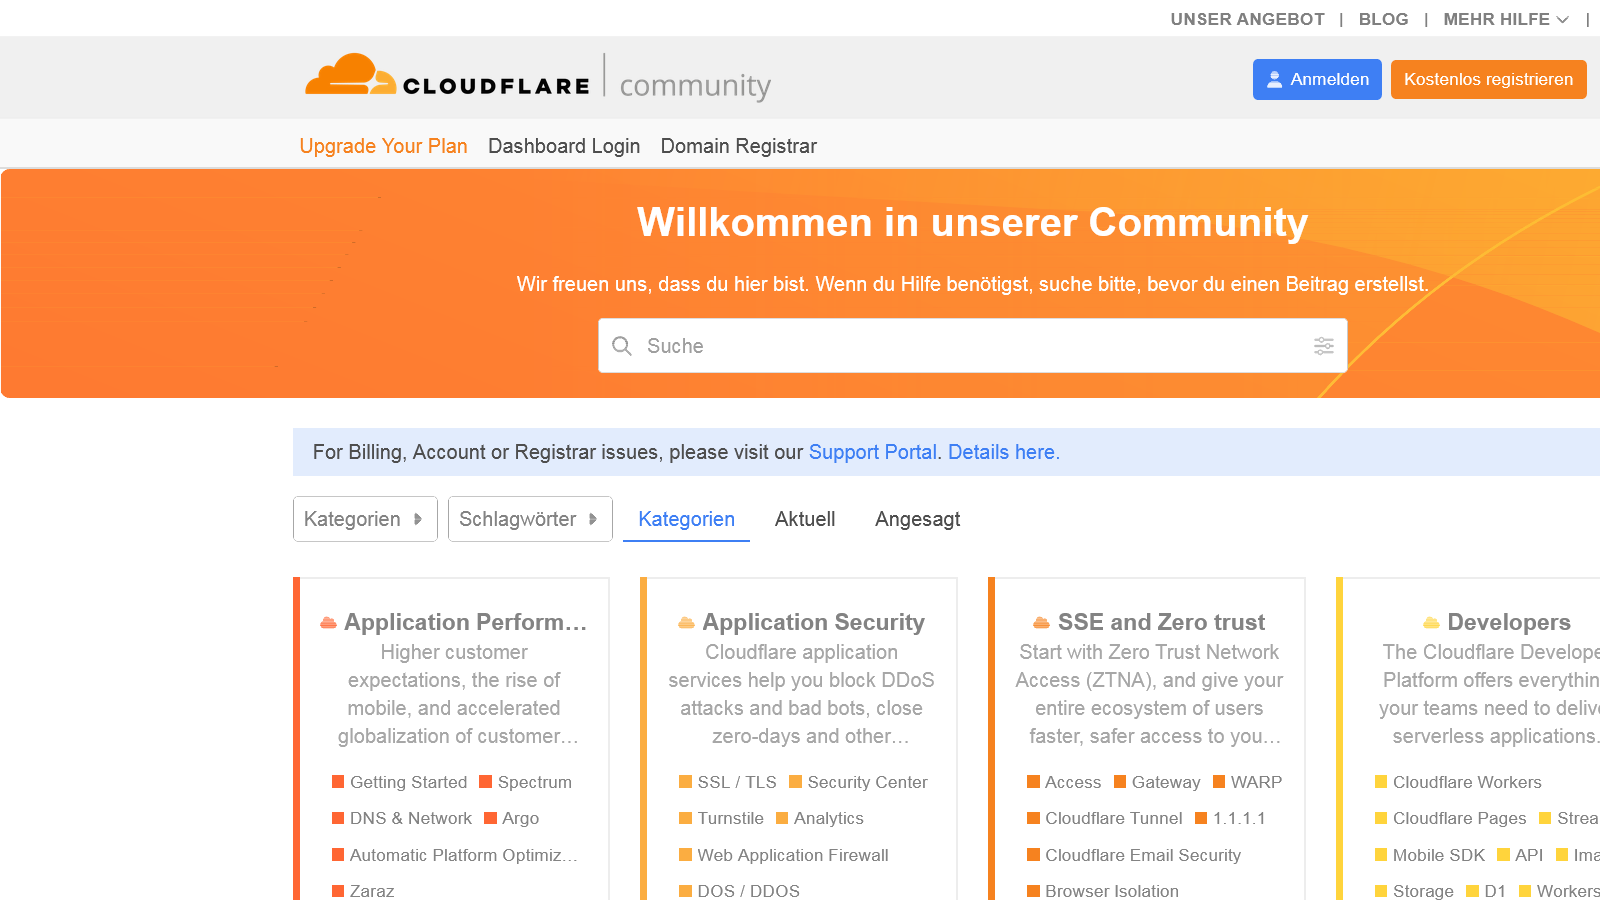 UNSER ANGEBOT | BLOG | MEHR HILFE |
CLOUDFLARE community
Anmelden
Kostenlos registrieren
Upgrade Your Plan Dashboard Login Domain Registrar
Willkommen in unserer Community
Wir freuen uns, dass du hier bist. Wenn du Hilfe benötigst, suche bitte, bevor du einen Beitrag erstellst.
Suche
For Billing, Account or Registrar issues, please visit our Support Portal. Details here.
Kategorien Schlagwörter Kategorien Aktuell Angesagt
Application Perform…
Higher customer
expectations, the rise of
mobile, and accelerated
globalization of customer…
Getting Started Spectrum
DNS & Network Argo
Automatic Platform Optimiz…
Zaraz
Application Security
Cloudflare application
services help you block DDoS
attacks and bad bots, close
zero-days and other…
SSL / TLS Security Center
Turnstile Analytics
Web Application Firewall
DOS / DDOS
SSE and Zero trust
Start with Zero Trust Network
Access (ZTNA), and give your
entire ecosystem of users
faster, safer access to you…
Access Gateway WARP
Cloudflare Tunnel 1.1.1.1
Cloudflare Email Security
Browser Isolation
Developers
The Cloudflare Develope
Platform offers everythin
your teams need to delive
serverless applications.
Cloudflare Workers
Cloudflare Pages Strea
Mobile SDK API Ima
Storage D1 Workers